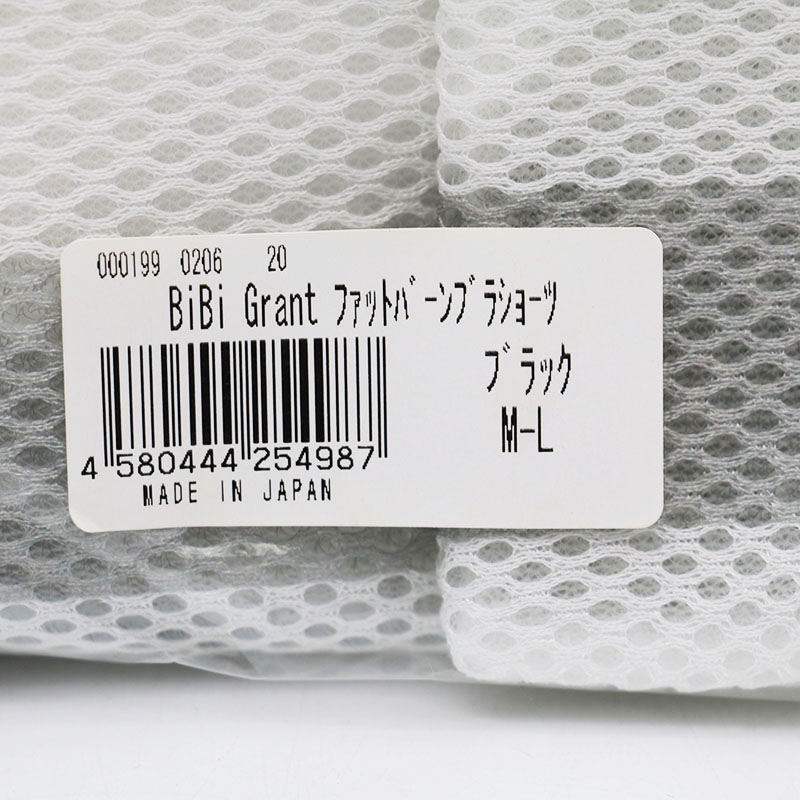 000199 0206 20
BiBi Grant ﾌｧｯﾄﾊﾞｰﾝﾌﾞﾗｼｮｰﾂ
ﾌﾞﾗｯｸ
M-L
4 580444 254987
MADE IN JAPAN